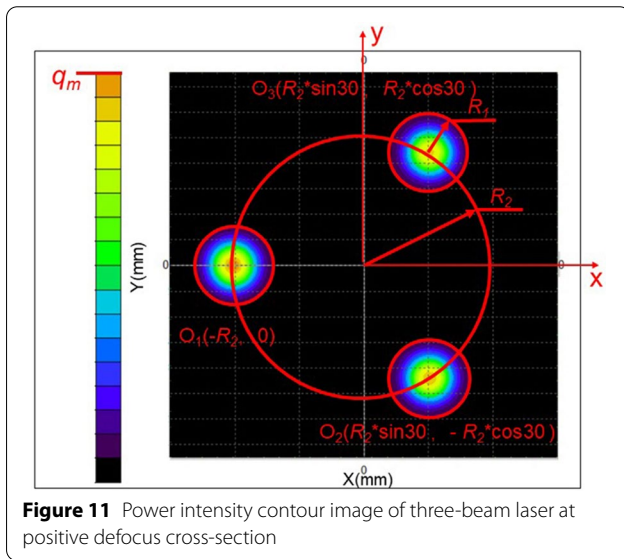 y
q_m
0
O₃(R₂*sin30, R₂*cos30)
R₁
R₂
Y(mm)
0
0
x
O₁(-R₂, 0)
O₂(R₂*sin30, - R₂*cos30)
0
X(mm)
Figure 11 Power intensity contour image of three-beam laser at
positive defocus cross-section